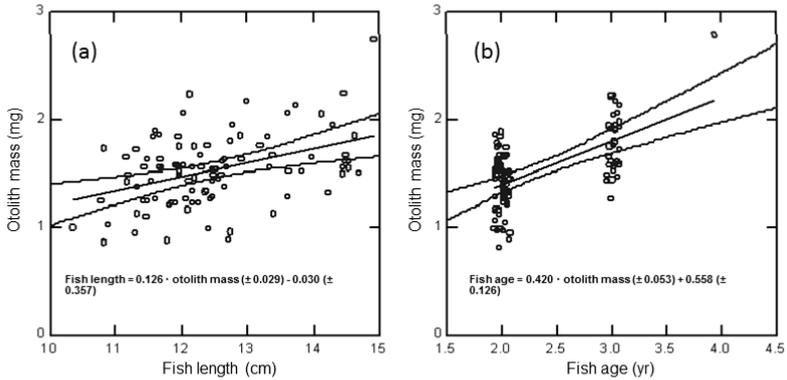 (a)
Otolith mass (mg)
3
2
1
0
Fish length = 0.126 · otolith mass (± 0.029) - 0.030 (±
0.357)
10 11 12 13 14 15
Fish length (cm)
(b)
Otolith mass (mg)
3
2
1
0
Fish age = 0.420 · otolith mass (± 0.053) + 0.558 (±
0.126)
1.5 2.0 2.5 3.0 3.5 4.0 4.5
Fish age (yr)